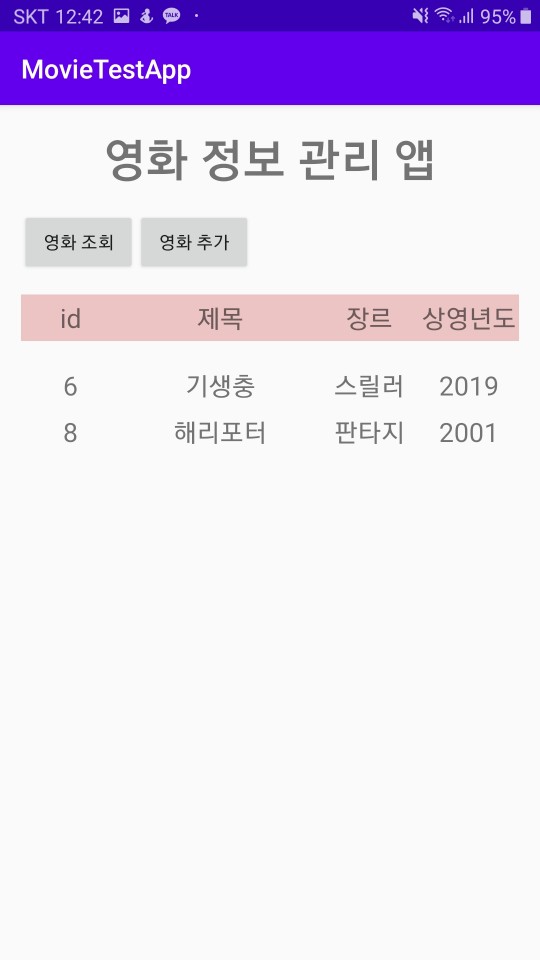 SKT 12:42 TALK 95%
MovieTestApp
영화 정보 관리 앱
영화 조회 영화 추가
id 제목 장르 상영년도
6 기생충 스릴러 2019
8 해리포터 판타지 2001